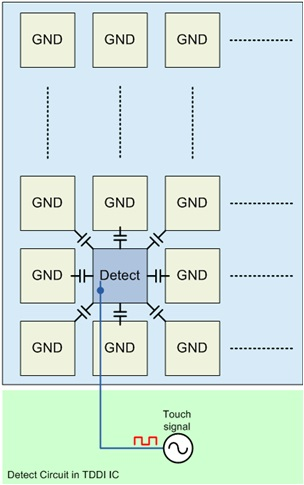 GND GND GND
GND GND GND
GND Detect GND
GND GND GND
Touch
signal
Detect Circuit in TDDI IC